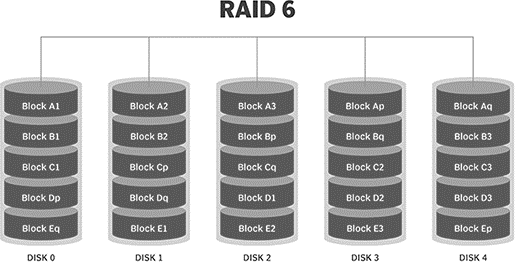 RAID 6
Block A1 Block A2 Block A3 Block Ap Block Aq
Block B1 Block B2 Block Bp Block Bq Block B3
Block C1 Block Cp Block Cq Block C2 Block C3
Block Dp Block Dq Block D1 Block D2 Block D3
Block Eq Block E1 Block E2 Block E3 Block Ep
DISK 0 DISK 1 DISK 2 DISK 3 DISK 4